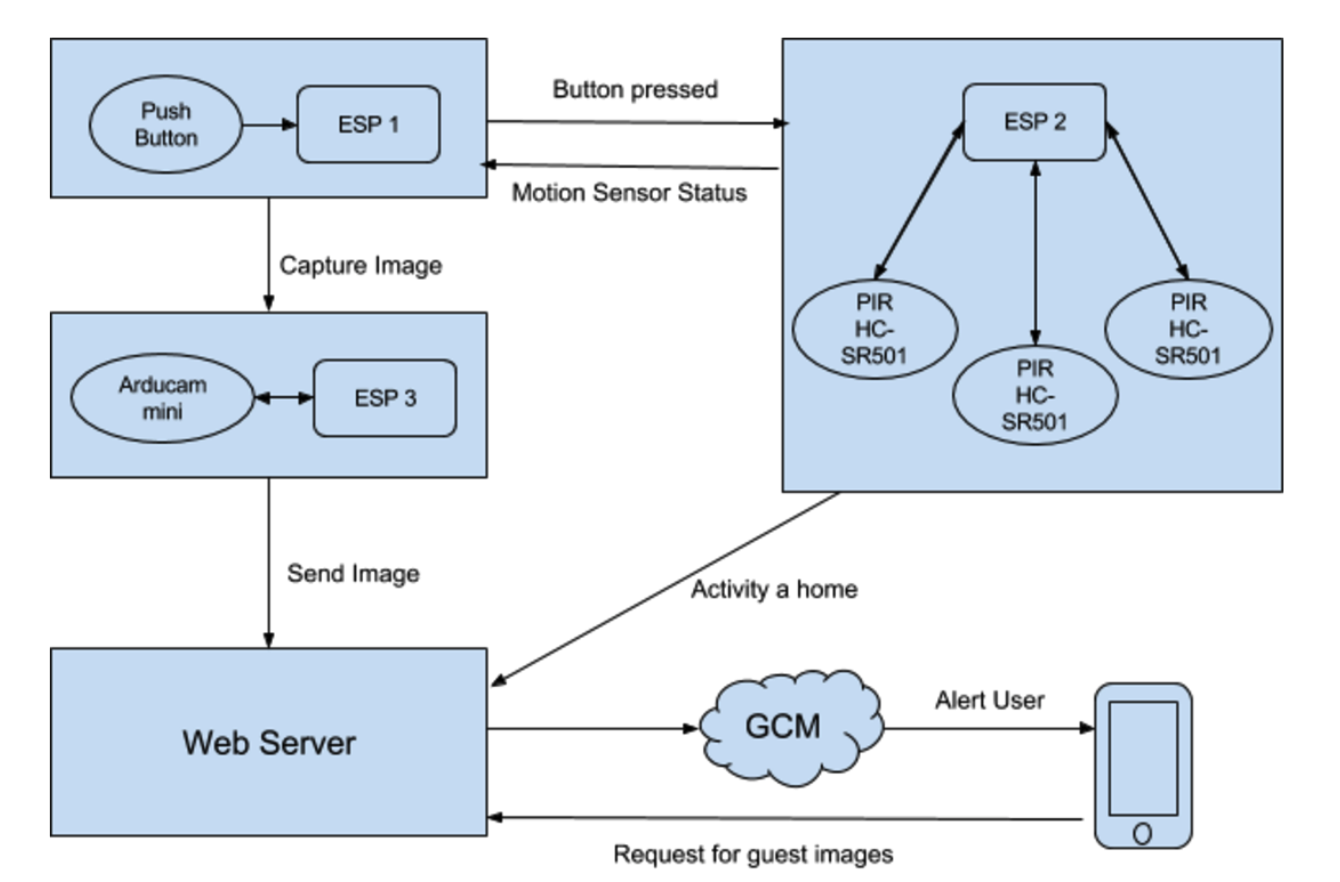 Push
Button
ESP 1
Button pressed
Motion Sensor Status
ESP 2
PIR
HC-
SR501
PIR
HC-
SR501
PIR
HC-
SR501
Capture Image
Arducam
mini
ESP 3
Send Image
Activity a home
Web Server
GCM
Alert User
Request for guest images